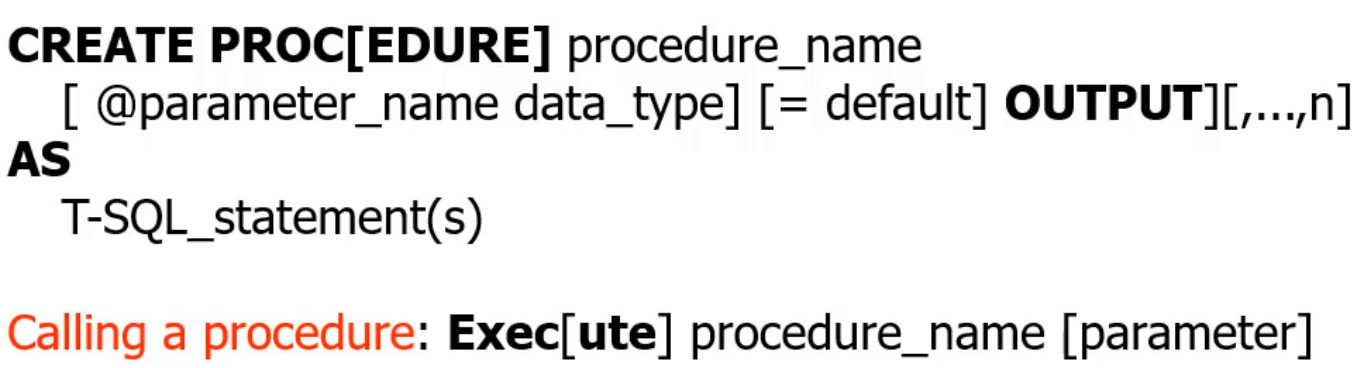 CREATE PROC[EDURE] procedure_name
[ @parameter_name data_type] [= default] OUTPUT][,...,n]
AS
T-SQL_statement(s)
Calling a procedure: Exec[ute] procedure_name [parameter]